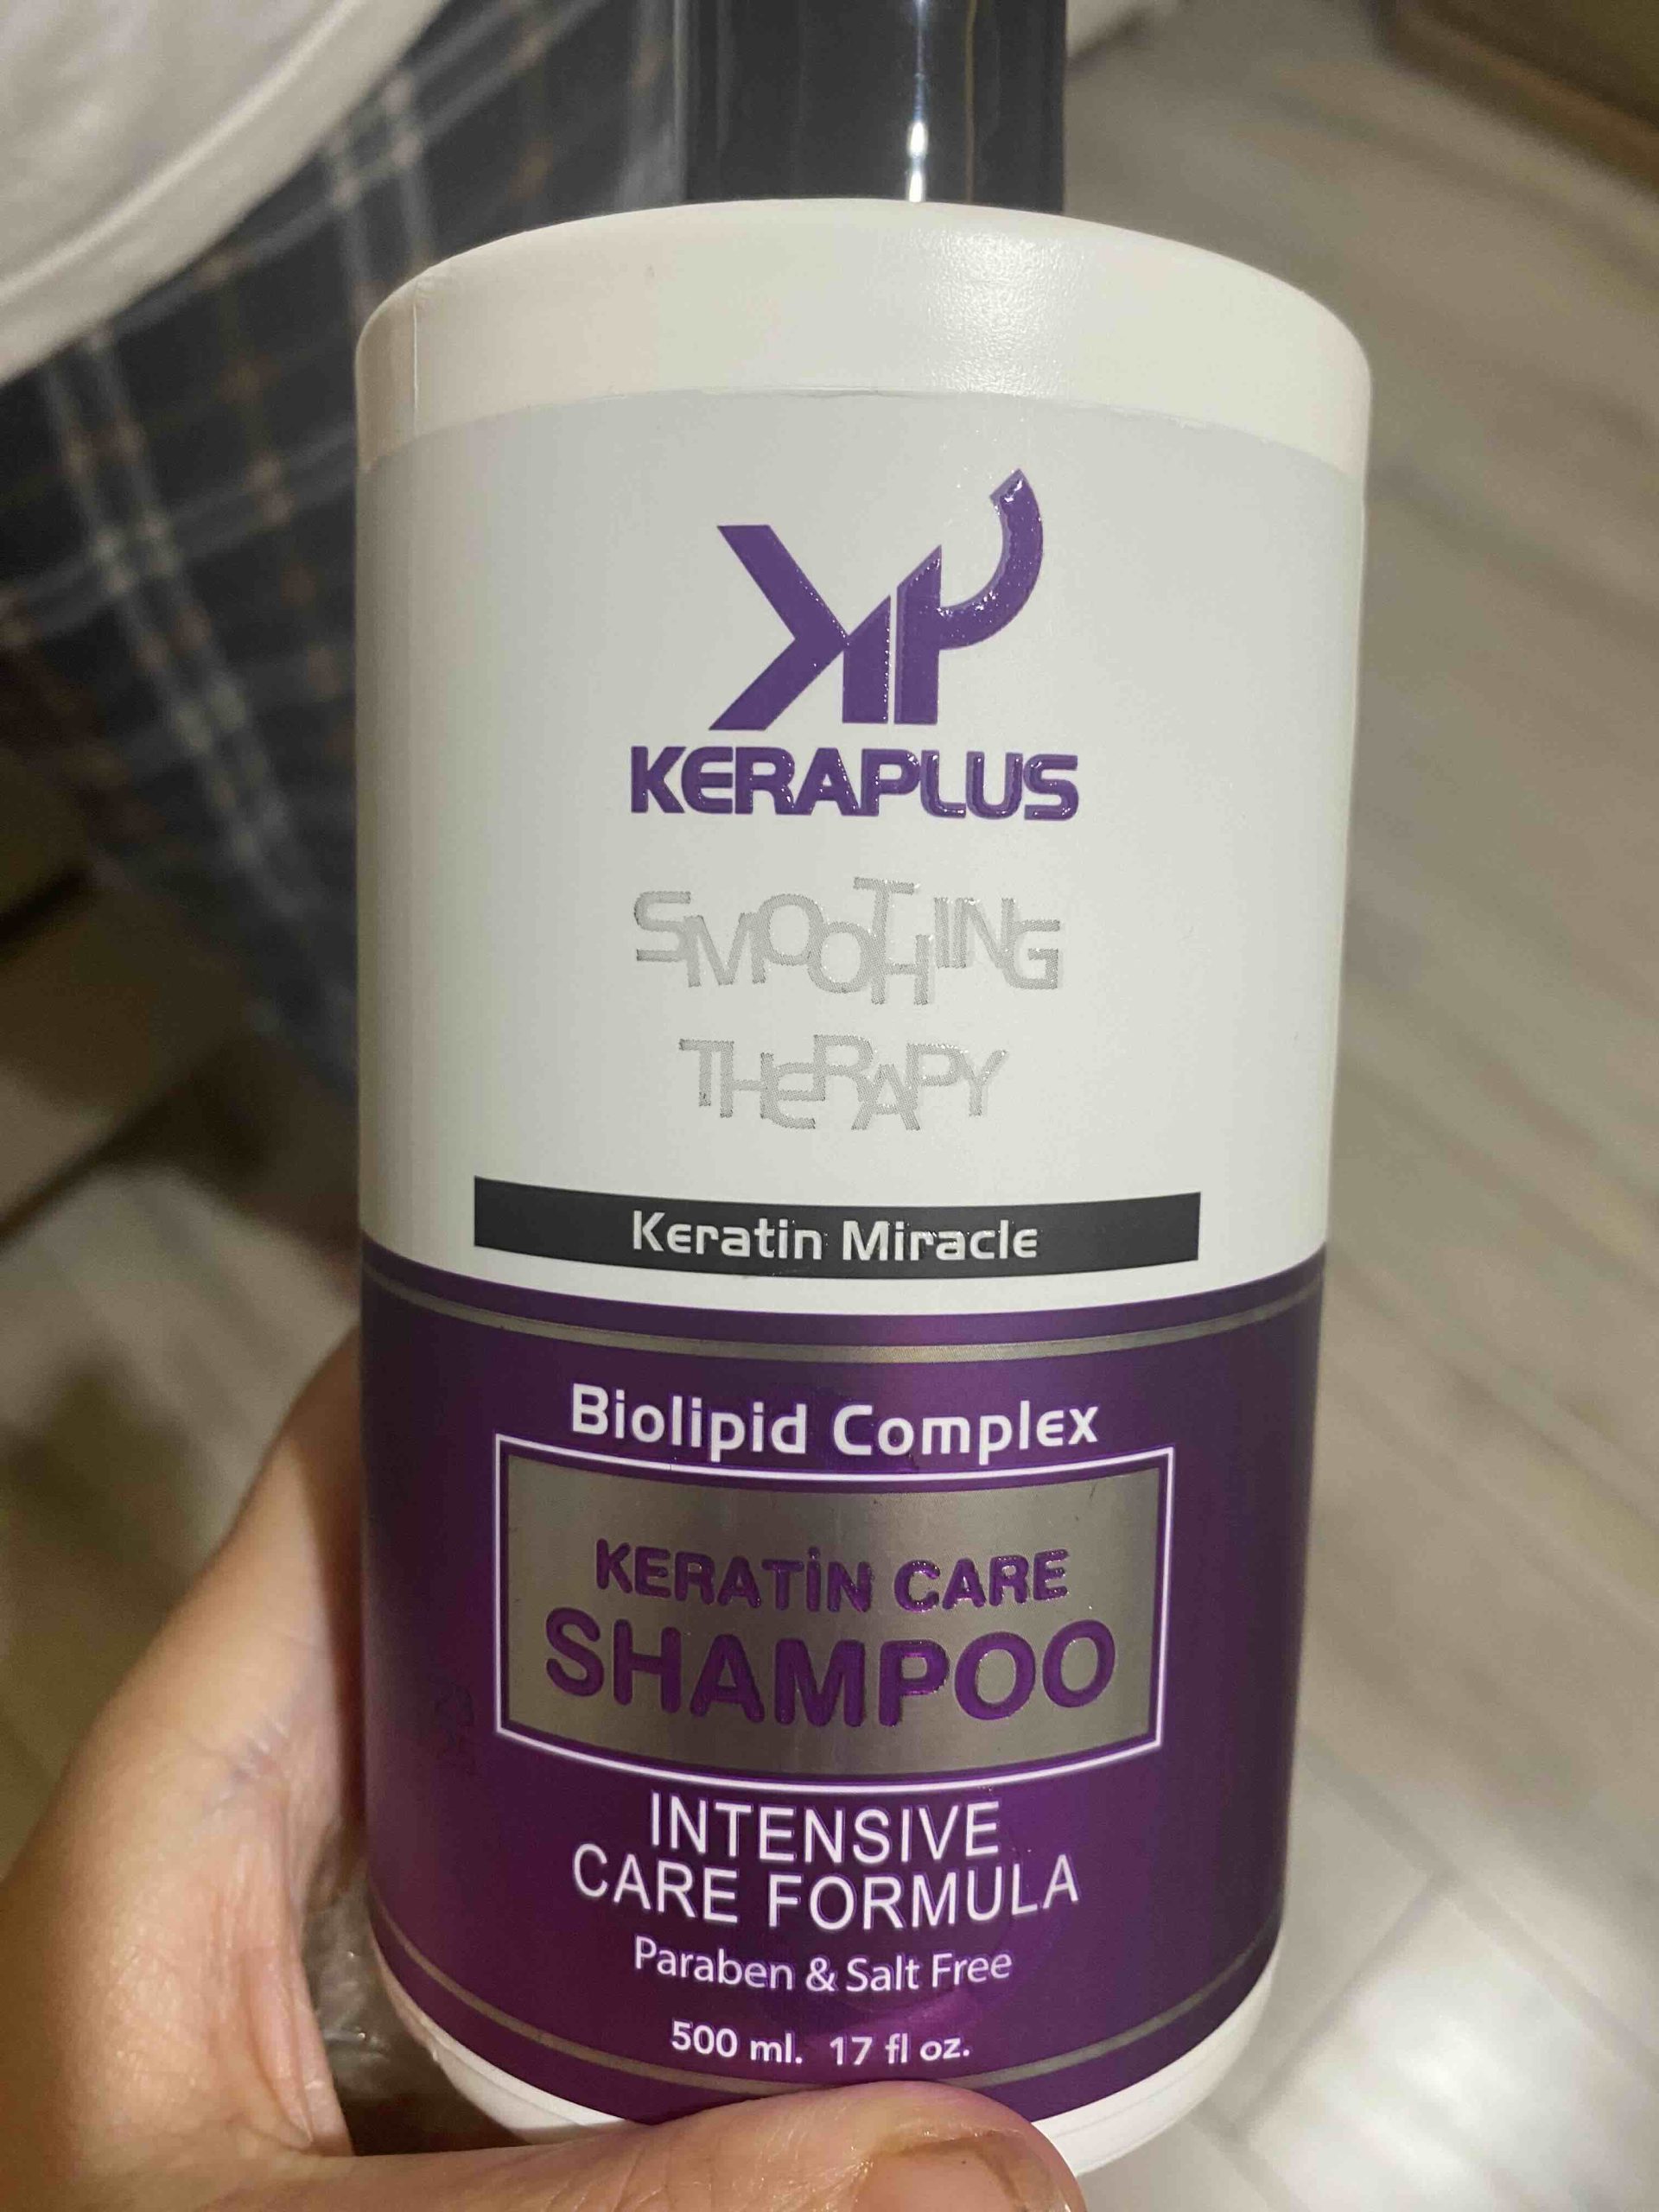 KP
KERAPLUS
SMOOTHING
THERAPY
Keratin Miracle
Biolipid Complex
KERATİN CARE
SHAMPOO
INTENSIVE
CARE FORMULA
Paraben & Salt Free
500 ml. 17 fl oz.